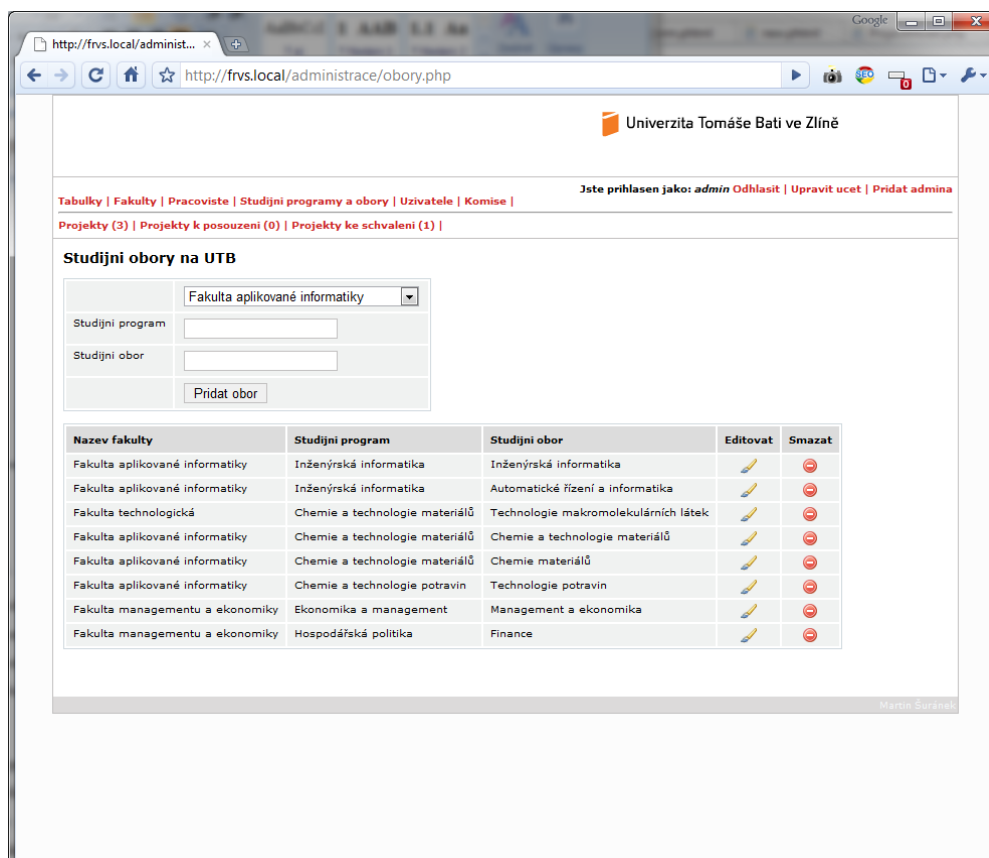 Google
http://frvs.local/administ...
http://frvs.local/administrace/obory.php
SEO
0
Univerzita Tomáše Bati ve Zlíně
Jste prihlasen jako: admin Odhlasit | Upravit ucet | Pridat admina
Tabulky | Fakulty | Pracoviste | Studijni programy a obory | Uzivatele | Komise |
Projekty (3) | Projekty k posouzeni (0) | Projekty ke schvaleni (1) |
Studijni obory na UTB
Fakulta aplikované informatiky
Studijni program
Studijni obor
Pridat obor
Nazev fakulty Studijni program Studijni obor Editovat Smazat
Fakulta aplikované informatiky Inženýrská informatika Inženýrská informatika
Fakulta aplikované informatiky Inženýrská informatika Automatické řízení a informatika
Fakulta technologická Chemie a technologie materiálů Technologie makromolekulárních látek
Fakulta aplikované informatiky Chemie a technologie materiálů Chemie a technologie materiálů
Fakulta aplikované informatiky Chemie a technologie materiálů Chemie materiálů
Fakulta aplikované informatiky Chemie a technologie potravin Technologie potravin
Fakulta managementu a ekonomiky Ekonomika a management Management a ekonomika
Fakulta managementu a ekonomiky Hospodářská politika Finance
Martin Šuránek